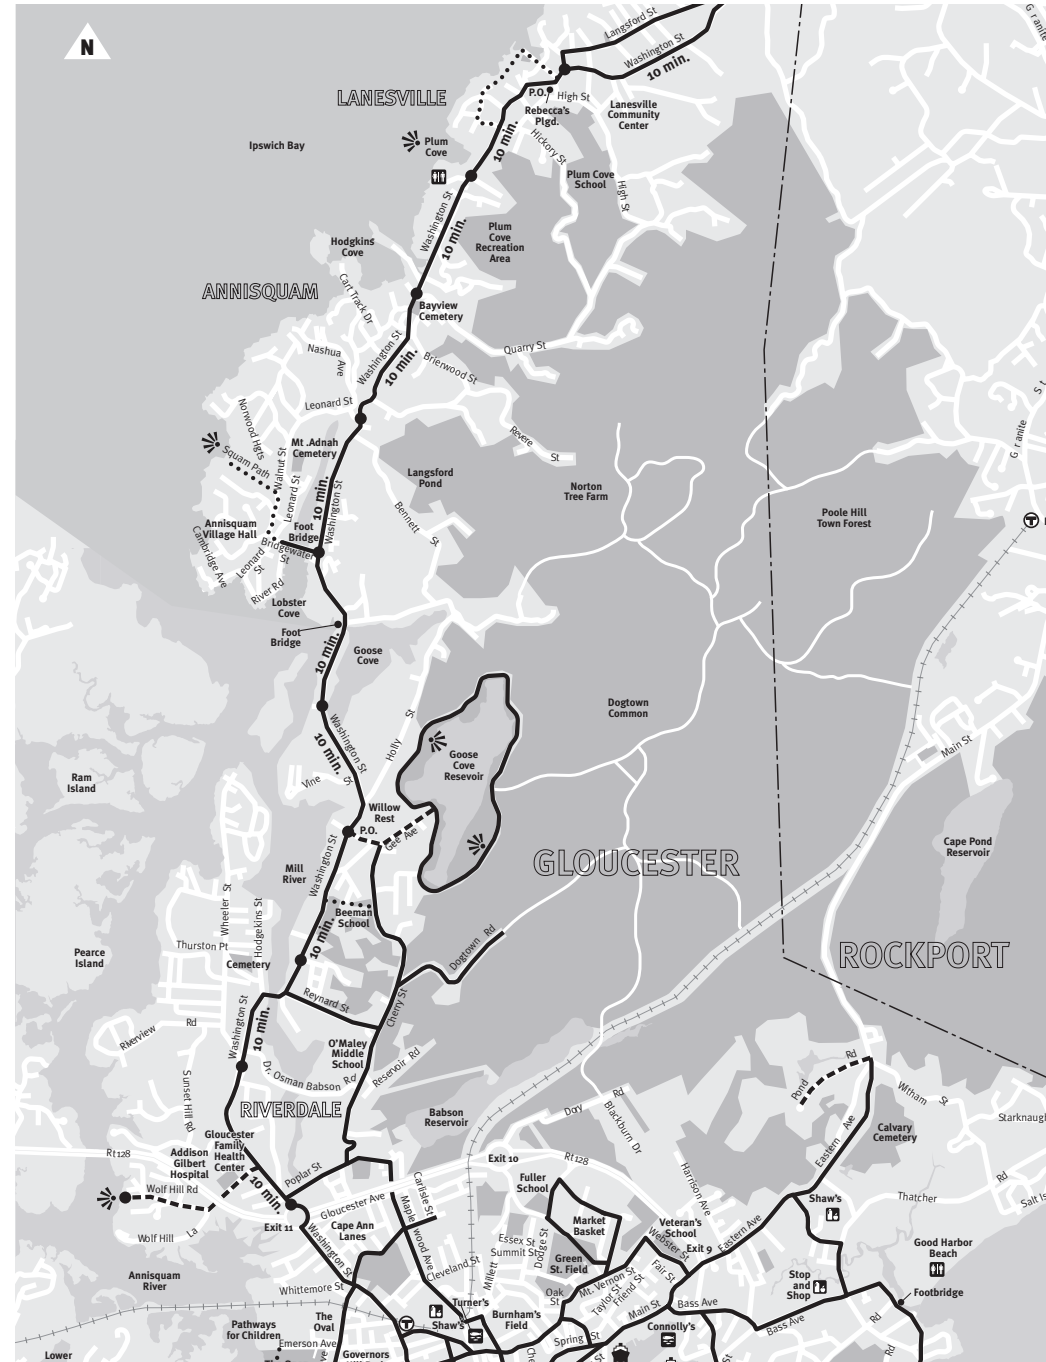 N
Langsford St
Washington St
10 min.
LANESVILLE
P.O.
High St
Rebecca's
Plgd.
Lanesville
Community
Center
Ipswich Bay
Plum
Cove
10 min.
Hickory St
Plum Cove
School
High St
Washington St
10 min.
Plum
Cove
Recreation
Area
Hodgkins
Cove
ANNISQUAM
Cart Track Dr
Bayview
Cemetery
Nashua
Ave
Washington St
10 min.
Brierwood St
Quarry St
Leonard St
Norwood Hgts
Squam Path
Walnut St
Mt .Adnah
Cemetery
Revere
St
Langsford
Pond
Norton
Tree Farm
Poole Hill
Town Forest
Granite
Granite St
T
Leonard St
10 min.
Washington St
Bennett St
Annisquam
Village Hall
Foot
Bridge
Bridgewater
St
Cambridge Ave
Leonard
St
River Rd
Lobster
Cove
Foot
Bridge
10 min.
Goose
Cove
Dogtown
Common
Washington St
10 min.
Holly St
Goose
Cove
Resevoir
Main St
Ram
Island
Vine St
Willow
Rest
P.O.
Gee Ave
Cape Pond
Reservoir
GLOUCESTER
Mill
River
Washington St
Beeman
School
10 min.
Wheeler St
Hodgekins St
Thurston Pt
Rd
Cemetery
Pearce
Island
Dogtown Rd
ROCKPORT
Reynard St
Cherry St
Washington St
10 min.
Riverview
O'Maley
Middle
School
Reservoir Rd
Dr. Osman Babson Rd
Sunset Hill Rd
RIVERDALE
Babson
Reservoir
Dory Rd
Blackburn Dr
Pond Rd
Witham St
Starknaugh
Calvary
Cemetery
Eastern Ave
Gloucester
Family
Health
Center
Rt 128
Addison
Gilbert
Hospital
Wolf Hill Rd
10 min.
Poplar St
Exit 10
Rt 128
Fuller
School
Harrison Ave
Carlisle St
Maplewood Ave
Gloucester Ave
Exit 11
Cape Ann
Lanes
Washington St
Wolf Hill La
Market
Basket
Veteran's
School
Webster St
Exit 9
Eastern Ave
Shaw's
Thatcher
Rd
Salt Is
Essex St
Summit St
Dodge St
Green
St. Field
Cleveland St
Millett
Good Harbor
Beach
Annisquam
River
Whittemore St
Oak
St
Mt. Vernon St
Taylor St
Friend St
Fair St
Main St
Bass Ave
Stop
and
Shop
Footbridge
Pathways
for Children
The
Oval
T
Turner's
Shaw's
Burnham's
Field
Connolly's
Bass Ave
Rd
Rd
Emerson Ave
Governors
Spring St
St
St
Lower